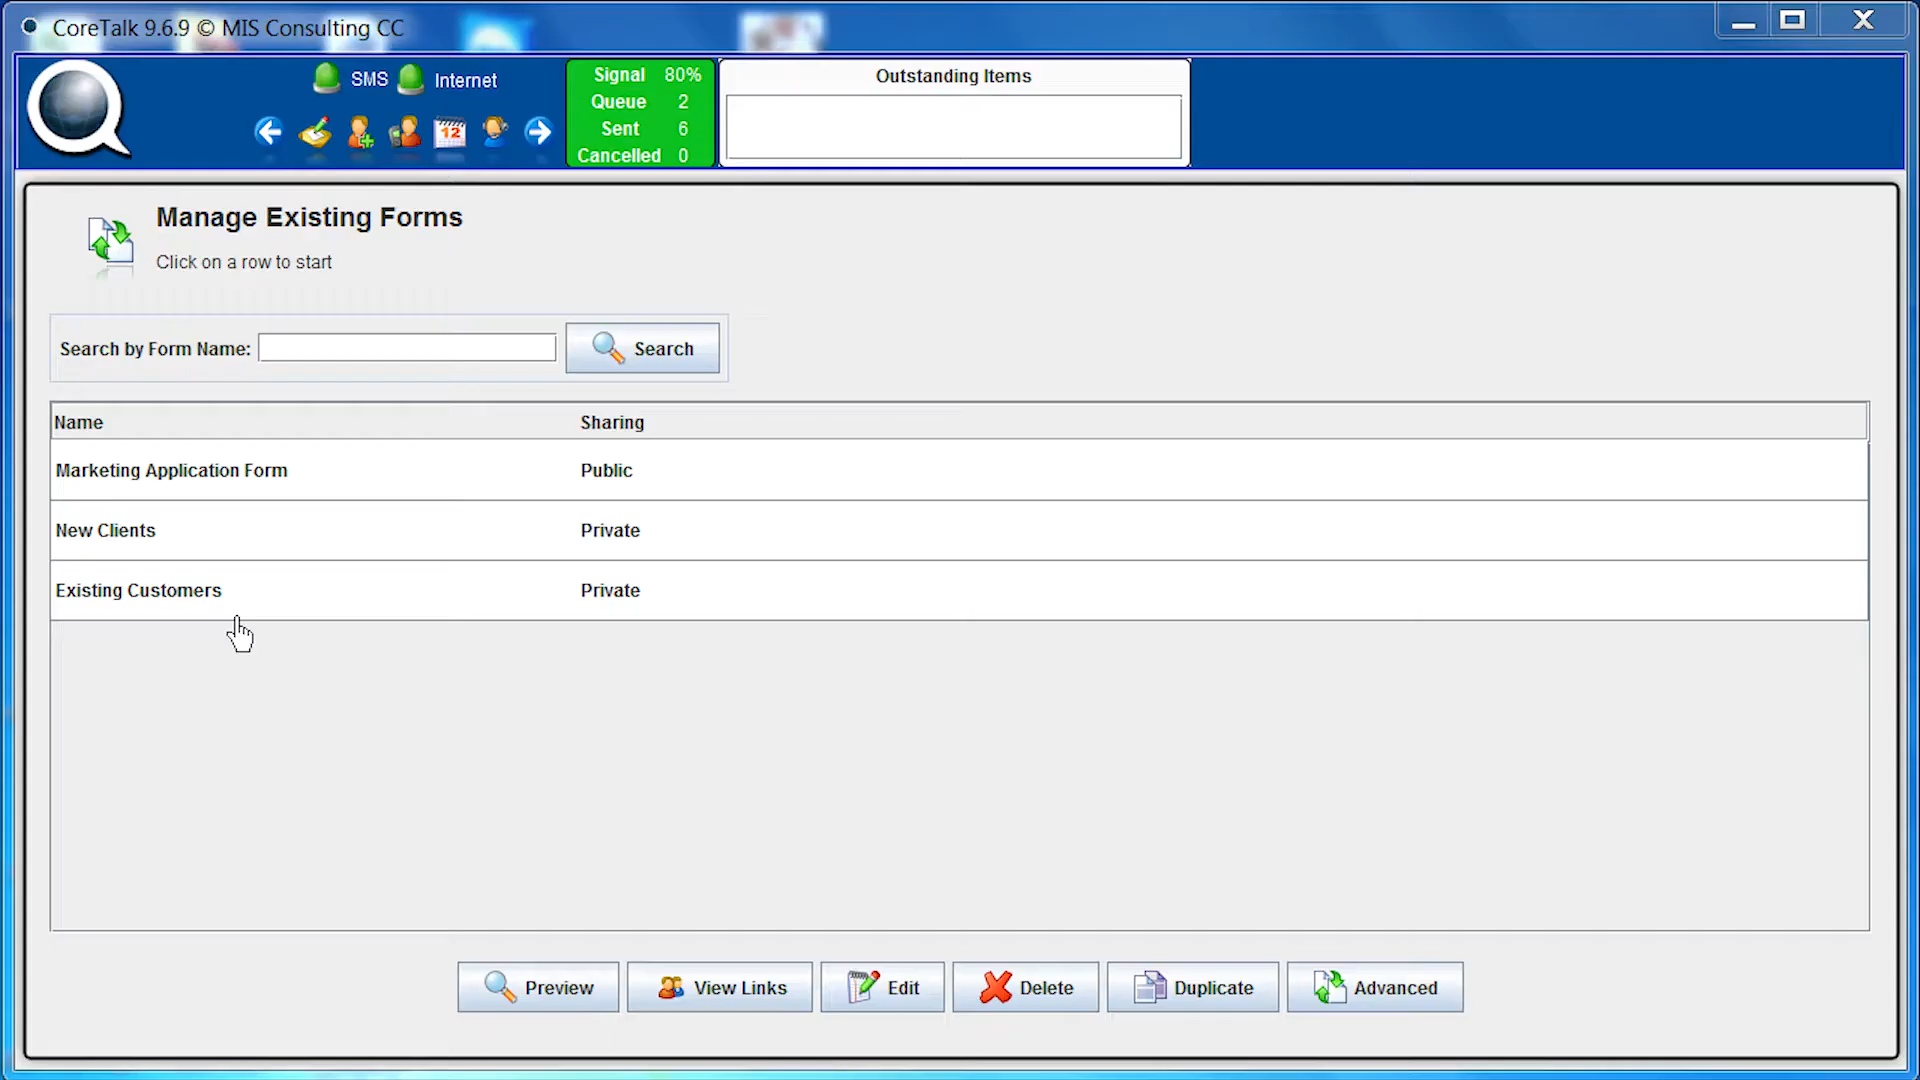 CoreTalk 9.6.9 © MIS Consulting CC
SMS Internet
Signal 80%
Queue 2
Sent 6
Cancelled 0
Outstanding Items
12
Manage Existing Forms
Click on a row to start
Search by Form Name: Search
Name Sharing
Marketing Application Form Public
New Clients Private
Existing Customers Private
Preview View Links Edit Delete Duplicate Advanced